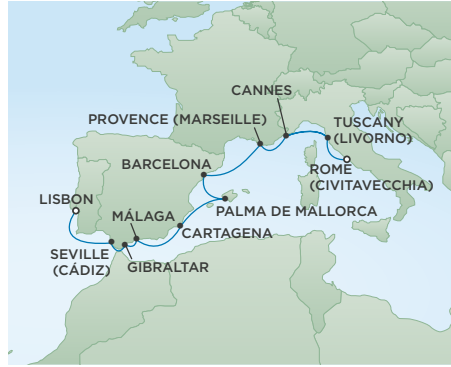 CANNES
PROVENCE (MARSEILLE)
TUSCANY
(LIVORNO)
BARCELONA
ROME
(CIVITAVECCHIA)
LISBON
PALMA DE MALLORCA
MÁLAGA
CARTAGENA
SEVILLE
(CÁDIZ)
GIBRALTAR